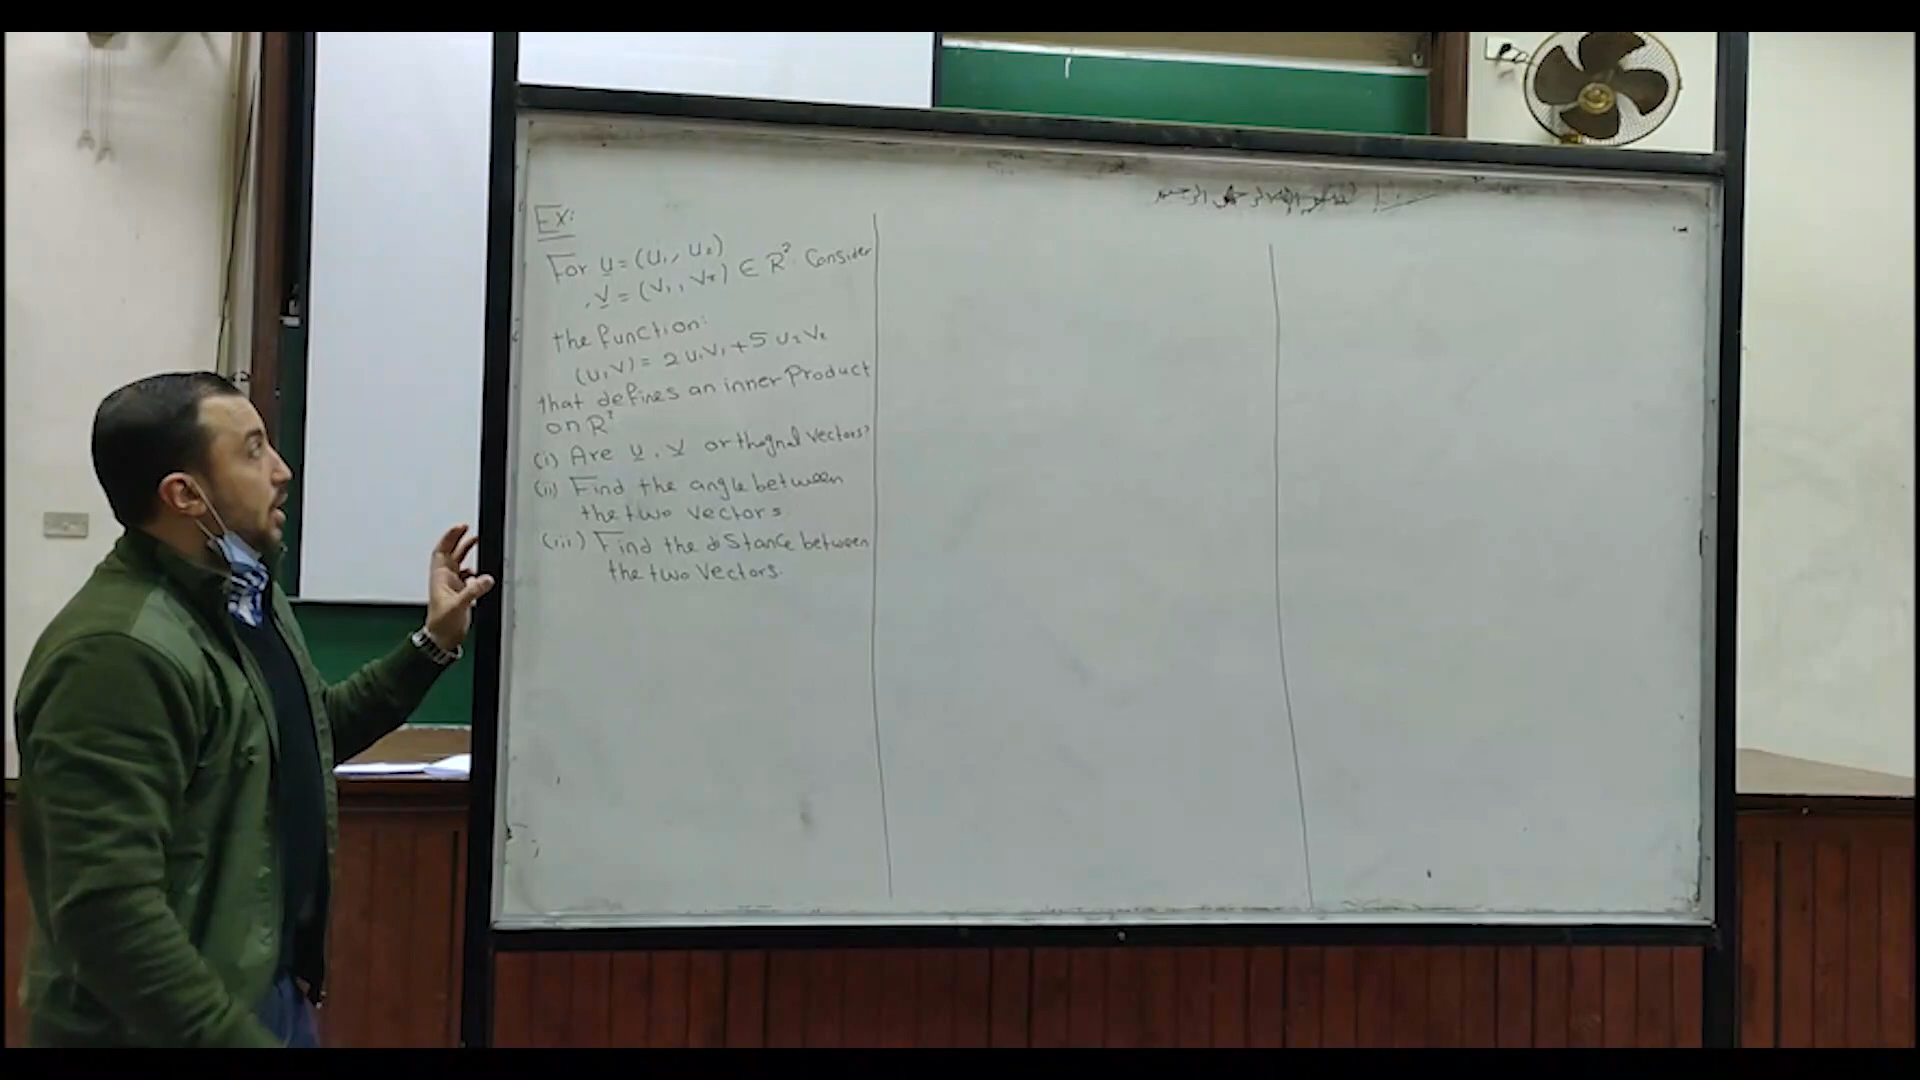 Ex:
For u = (u₁, u₂)
, v = (v₁, v₂) ∈ R² Consider
the function:
(u, v) = 2 u₁v₁ + 5 u₂v₂
that defines an inner Product
on R²
(i) Are u, v orthognal vectors?
(ii) Find the angle between
the two vectors
(iii) Find the distance between
the two vectors.
الرحمن الرحيم